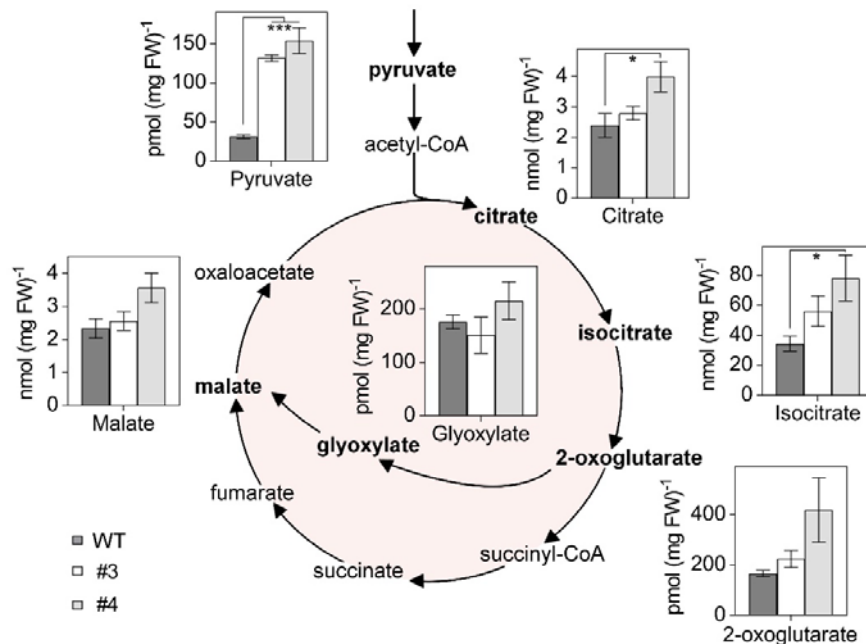 pmol (mg FW)⁻¹
150
100
50
0
***
Pyruvate
pyruvate
acetyl-CoA
nmol (mg FW)⁻¹
4
3
2
1
0
*
Citrate
citrate
nmol (mg FW)⁻¹
4
3
2
1
0
Malate
oxaloacetate
pmol (mg FW)⁻¹
200
100
0
Glyoxylate
isocitrate
nmol (mg FW)⁻¹
80
60
40
20
0
*
Isocitrate
malate
glyoxylate
2-oxoglutarate
fumarate
succinate
succinyl-CoA
pmol (mg FW)⁻¹
400
200
0
2-oxoglutarate
WT
#3
#4